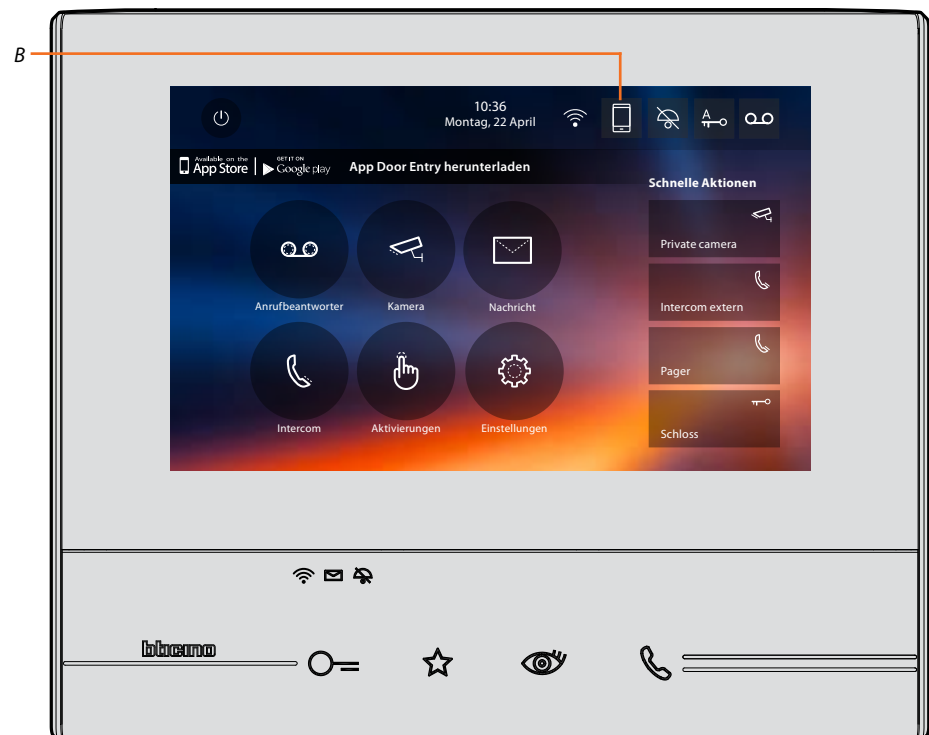 B
10:36
Montag, 22 April
A
Available on the
App Store
GET IT ON
Google play
App Door Entry herunterladen
Schnelle Aktionen
Private camera
Intercom extern
Pager
Schloss
Anrufbeantworter
Kamera
Nachricht
Intercom
Aktivierungen
Einstellungen
bticino